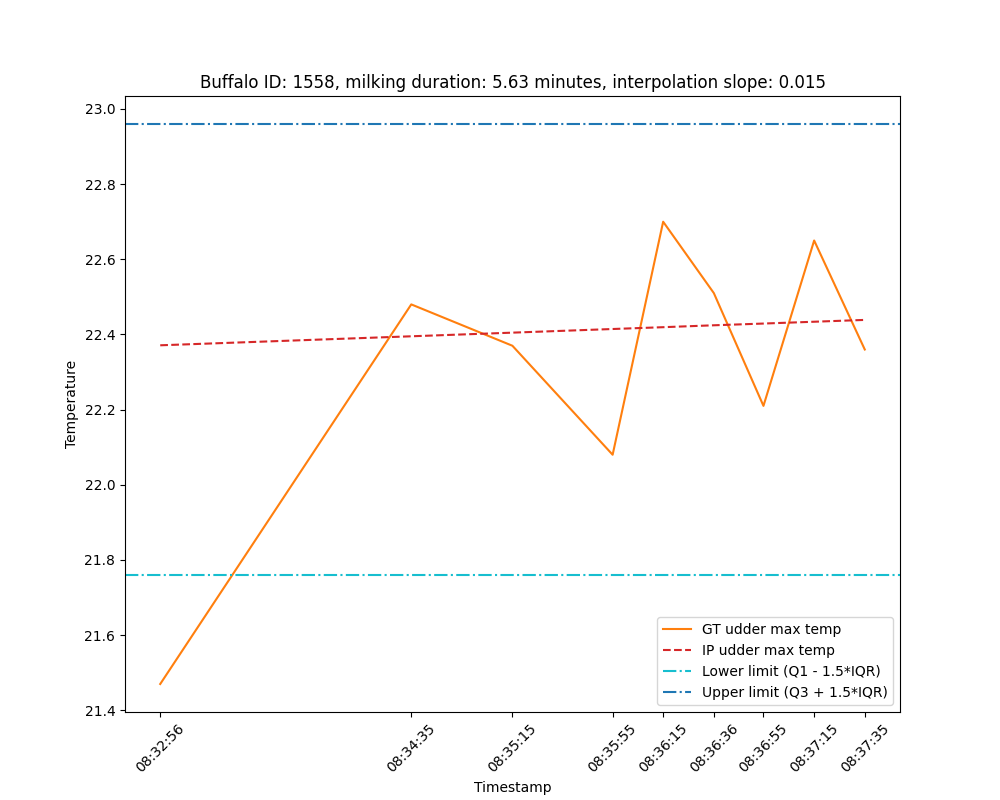 Buffalo ID: 1558, milking duration: 5.63 minutes, interpolation slope: 0.015
23.0
22.8
22.6
22.4
22.2
22.0
21.8
21.6
21.4
Temperature
GT udder max temp
IP udder max temp
Lower limit (Q1 - 1.5*IQR)
Upper limit (Q3 + 1.5*IQR)
08:32:56
08:34:35
08:35:15
08:35:55
08:36:15
08:36:36
08:36:55
08:37:15
08:37:35
Timestamp